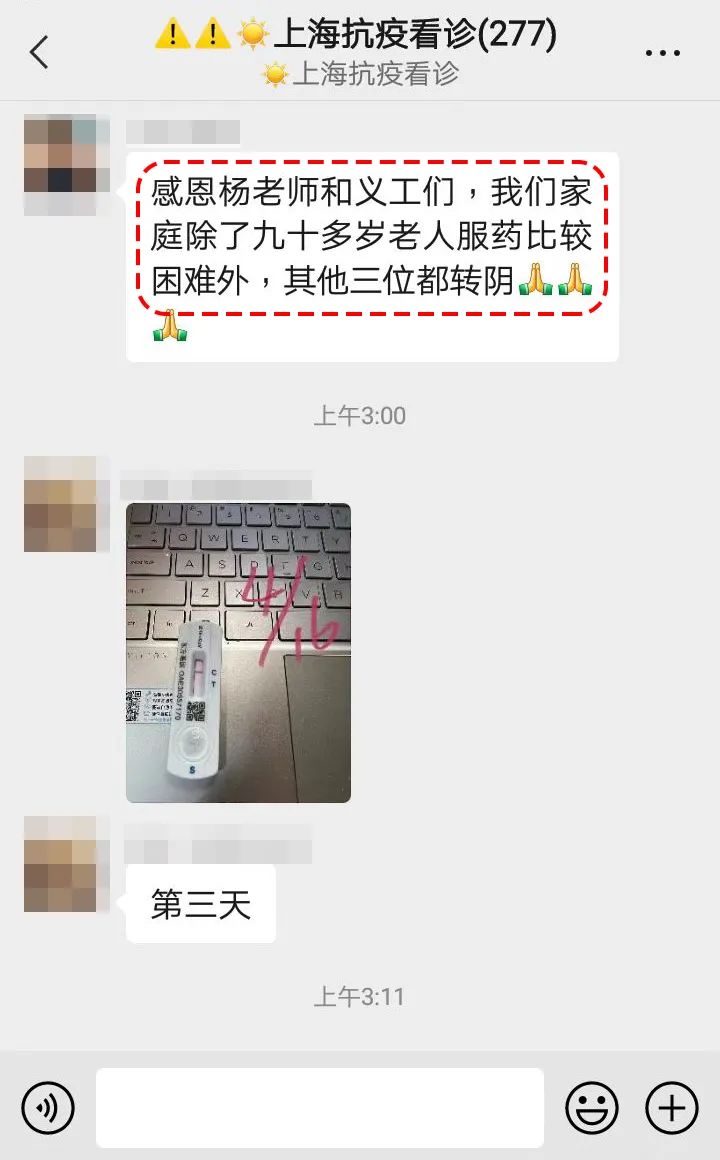 ⚠️⚠️☀️上海抗疫看诊(277)
☀️上海抗疫看诊
感恩杨老师和义工们，我们家
庭除了九十多岁老人服药比较
困难外，其他三位都转阴🙏🙏
🙏
上午3:00
Q W E R T Y
A S D F G
Z X C V B
4/16
C
T
S
第三天
上午3:11